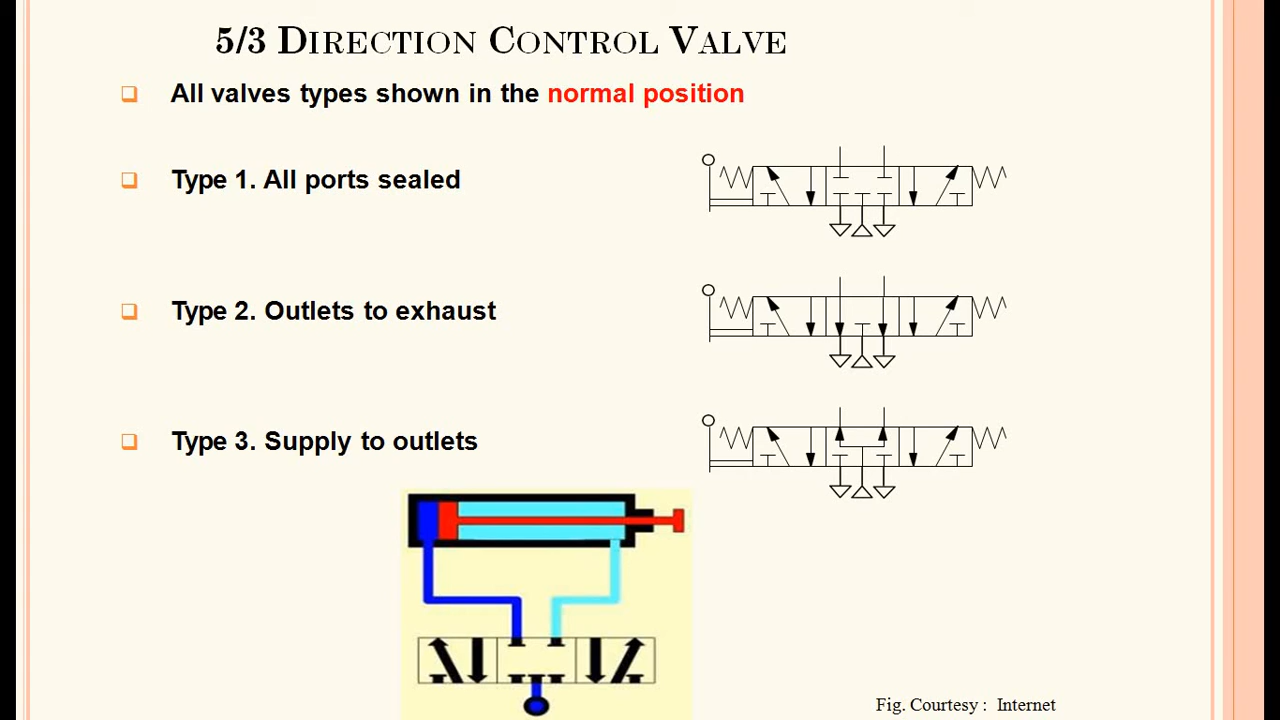 5/3 Direction Control Valve
All valves types shown in the normal position
Type 1. All ports sealed
Type 2. Outlets to exhaust
Type 3. Supply to outlets
Fig. Courtesy : Internet